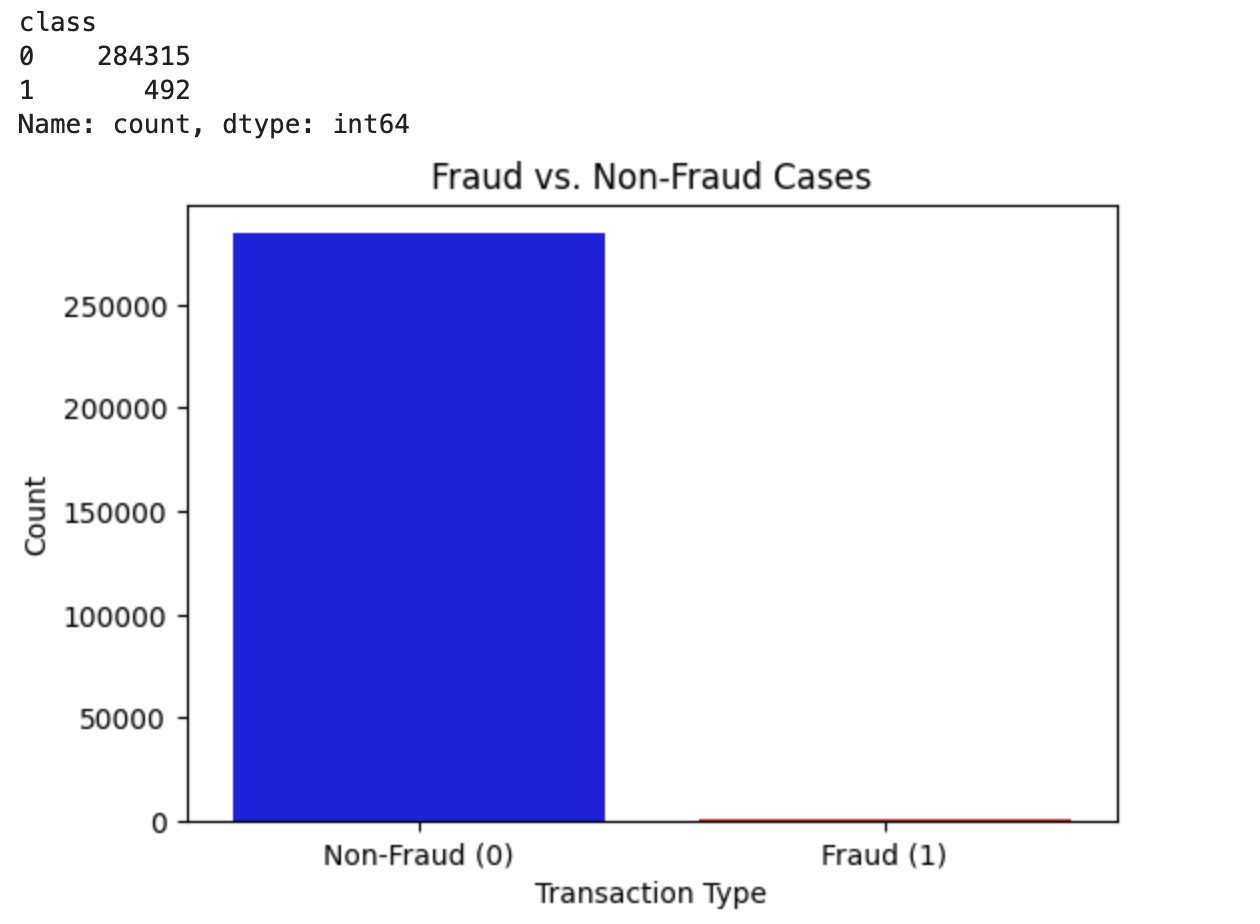 class
0    284315
1       492
Name: count, dtype: int64
Fraud vs. Non-Fraud Cases
250000
200000
150000
100000
50000
0
Count
Non-Fraud (0)    Fraud (1)
Transaction Type